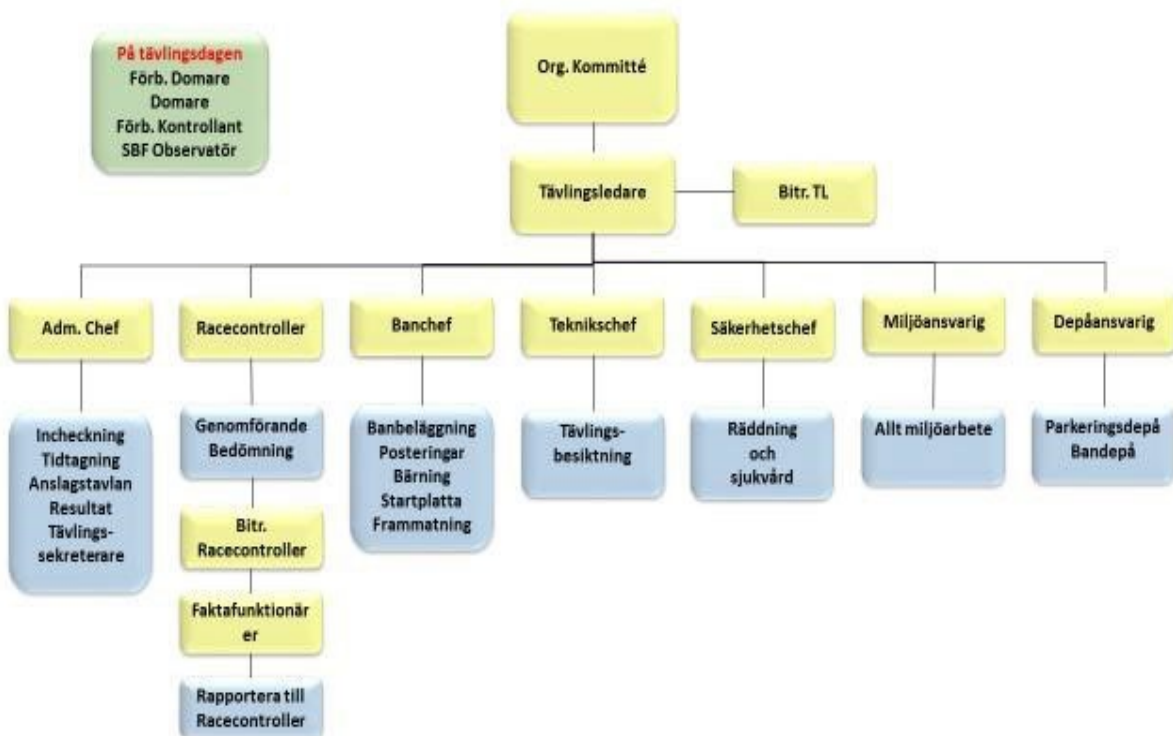 På tävlingsdagen
Förb. Domare
Domare
Förb. Kontrollant
SBF Observatör
Org. Kommitté
Tävlingsledare
Bitr. TL
Adm. Chef
Racecontroller
Banchef
Teknikschef
Säkerhetschef
Miljöansvarig
Depåansvarig
Incheckning
Tidtagning
Anslagstavlan
Resultat
Tävlings-
sekreterare
Genomförande
Bedömning
Bitr.
Racecontroller
Faktafunktionär
er
Rapportera till
Racecontroller
Banbeläggning
Posteringar
Bärning
Startplatta
Frammatning
Tävlings-
besiktning
Räddning
och
sjukvård
Allt miljöarbete
Parkeringsdepå
Bandepå